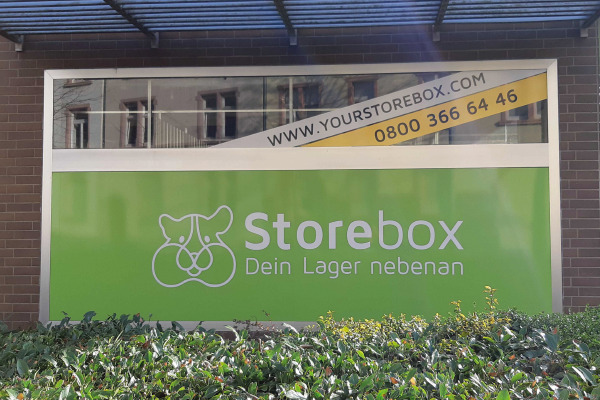 WWW.YOURSTOREBOX.COM
0800 366 64 46
Storebox
Dein Lager nebenan